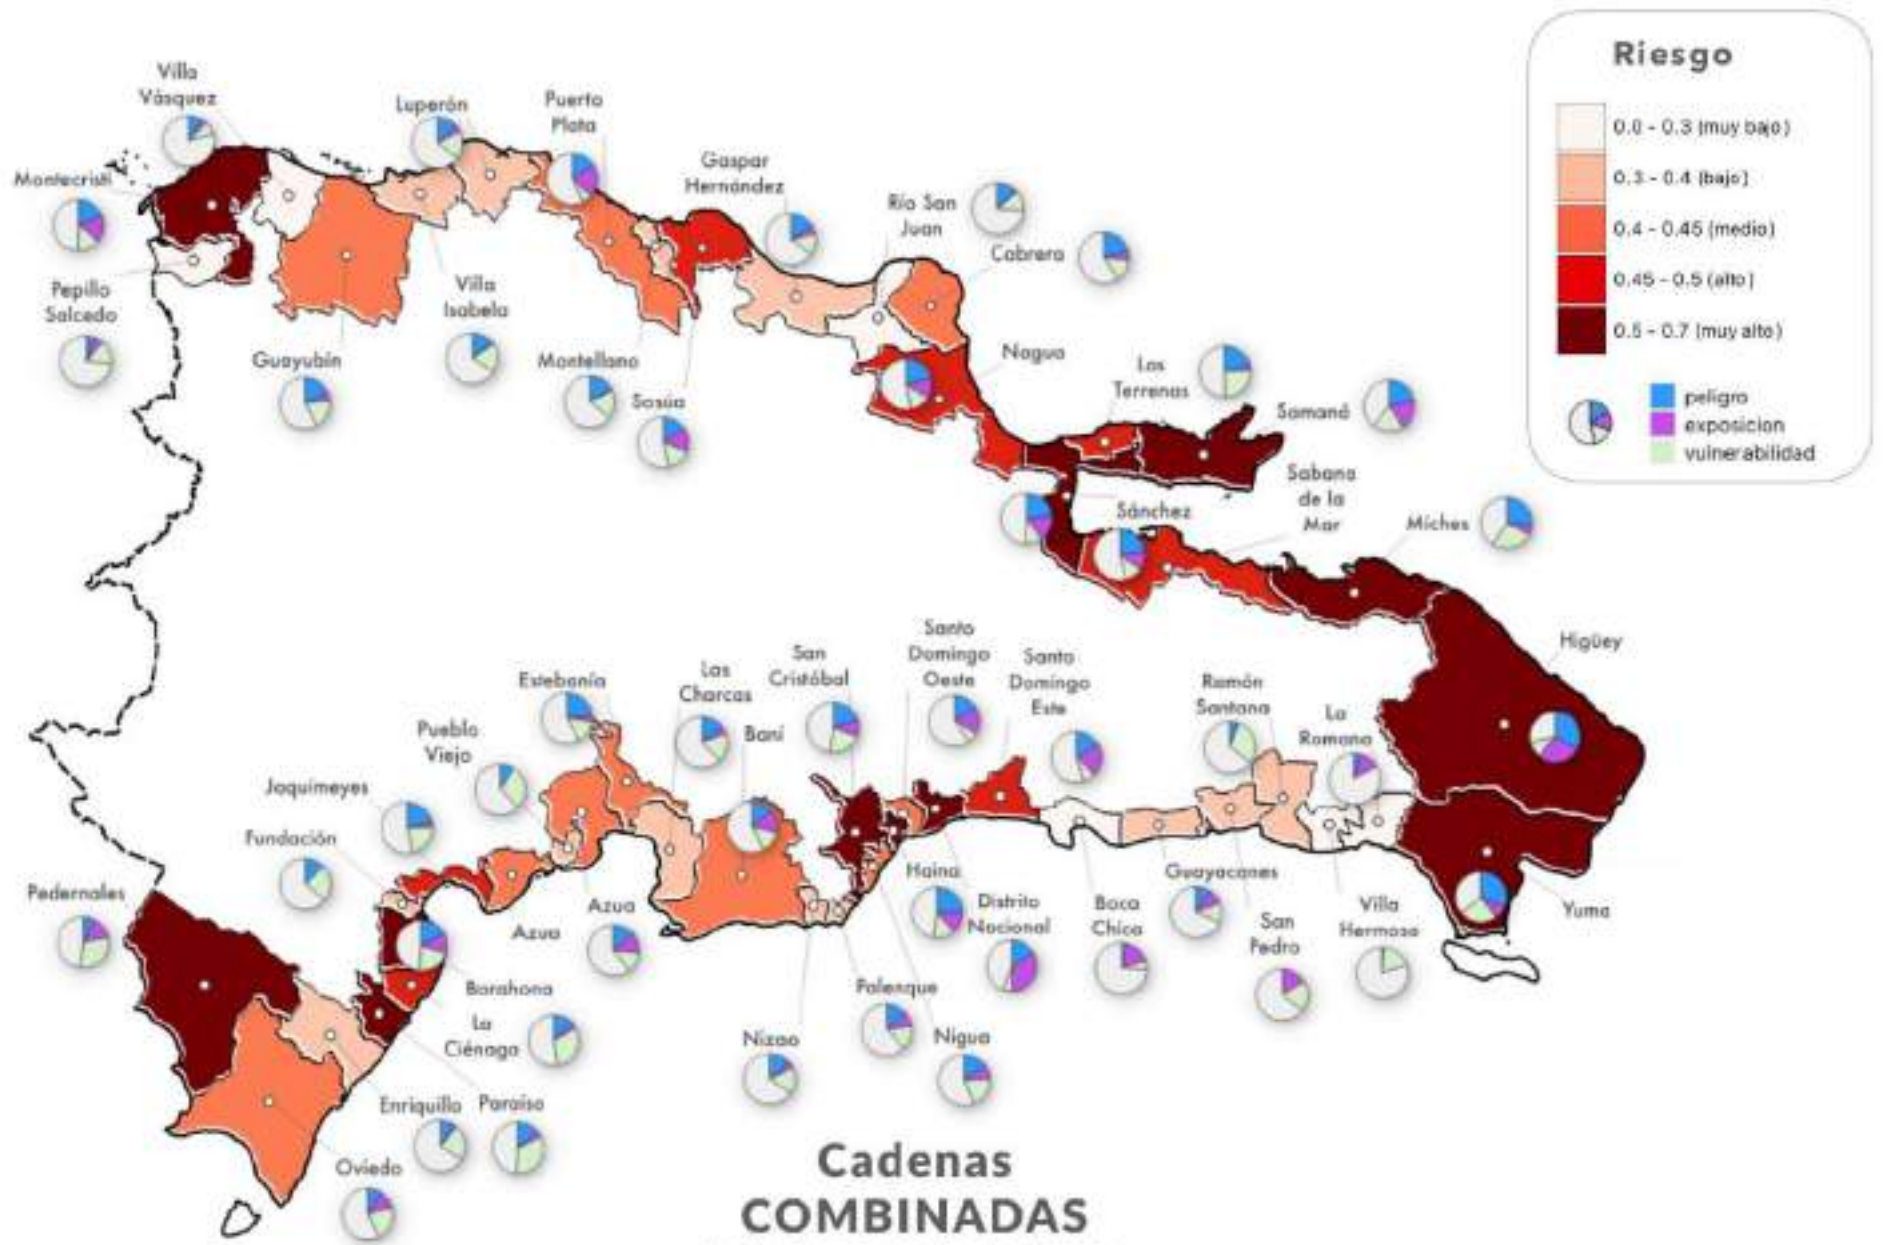 Riesgo
0.0 - 0.3 (muy bajo)
0.3 - 0.4 (bajo)
0.4 - 0.45 (medio)
0.45 - 0.5 (alto)
0.5 - 0.7 (muy alto)
peligro
exposicion
vulnerabilidad
Villa
Vásquez
Luperón
Puerto
Plata
Montecristi
Gaspar
Hernández
Río San
Juan
Cabrera
Pepillo
Salcedo
Villa
Isabela
Guayubín
Montellano
Sosúa
Nagua
Las
Terrenas
Samaná
Sabana
de la
Mar
Sánchez
Miches
Higüey
Estebanía
Las
Charcas
San
Cristóbal
Santo
Domingo
Oeste
Santo
Domingo
Este
Ramón
Santana
La
Romana
Pueblo
Viejo
Baní
Jaquimeyes
Fundación
Pedernales
Azua
Azua
Haina
Distrito
Nacional
Boca
Chica
Guayacanes
San
Pedro
Villa
Hermosa
Yuma
Barahona
La
Ciénaga
Palenque
Nizao
Nigua
Enriquillo
Paraíso
Oviedo
Cadenas
COMBINADAS